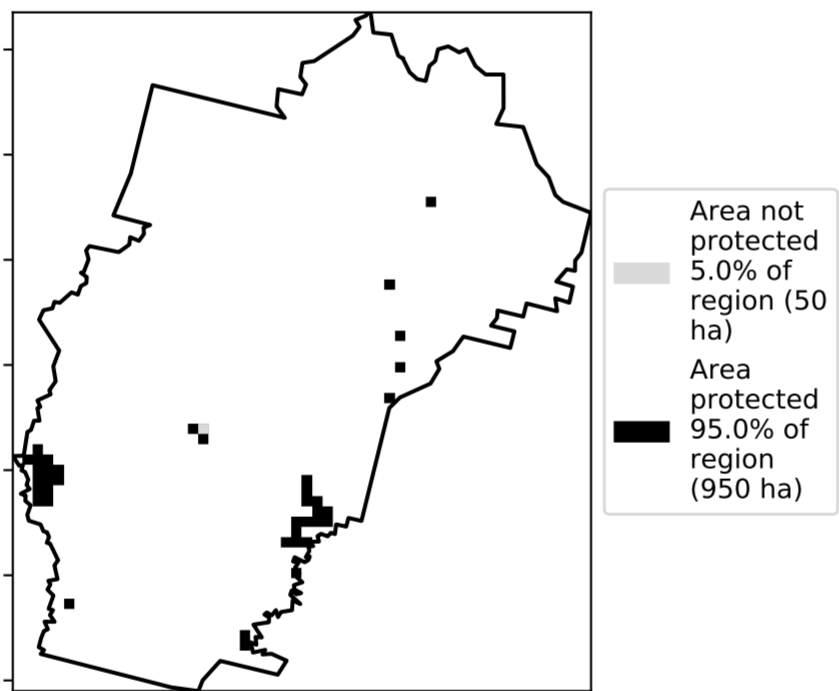 Area not
protected
5.0% of
region (50
ha)
Area
protected
95.0% of
region
(950 ha)